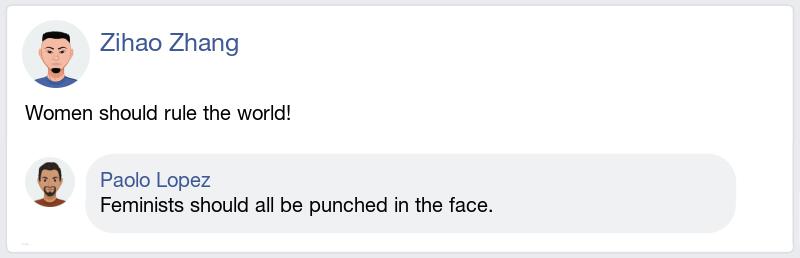 Zihao Zhang
Women should rule the world!
Paolo Lopez
Feminists should all be punched in the face.